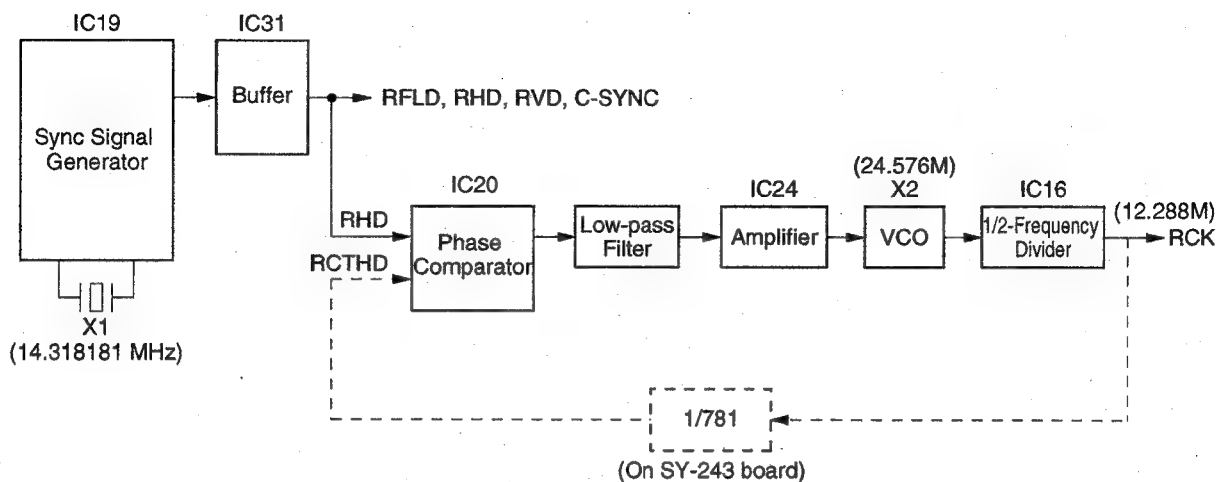 IC19
IC31
Sync Signal
Generator
Buffer
RFLD, RHD, RVD, C-SYNC
X1
(14.318181 MHz)
RHD
RCTHD
IC20
Phase
Comparator
Low-pass
Filter
IC24
Amplifier
(24.576M)
X2
VCO
IC16
1/2-Frequency
Divider
(12.288M)
RCK
1/781
(On SY-243 board)